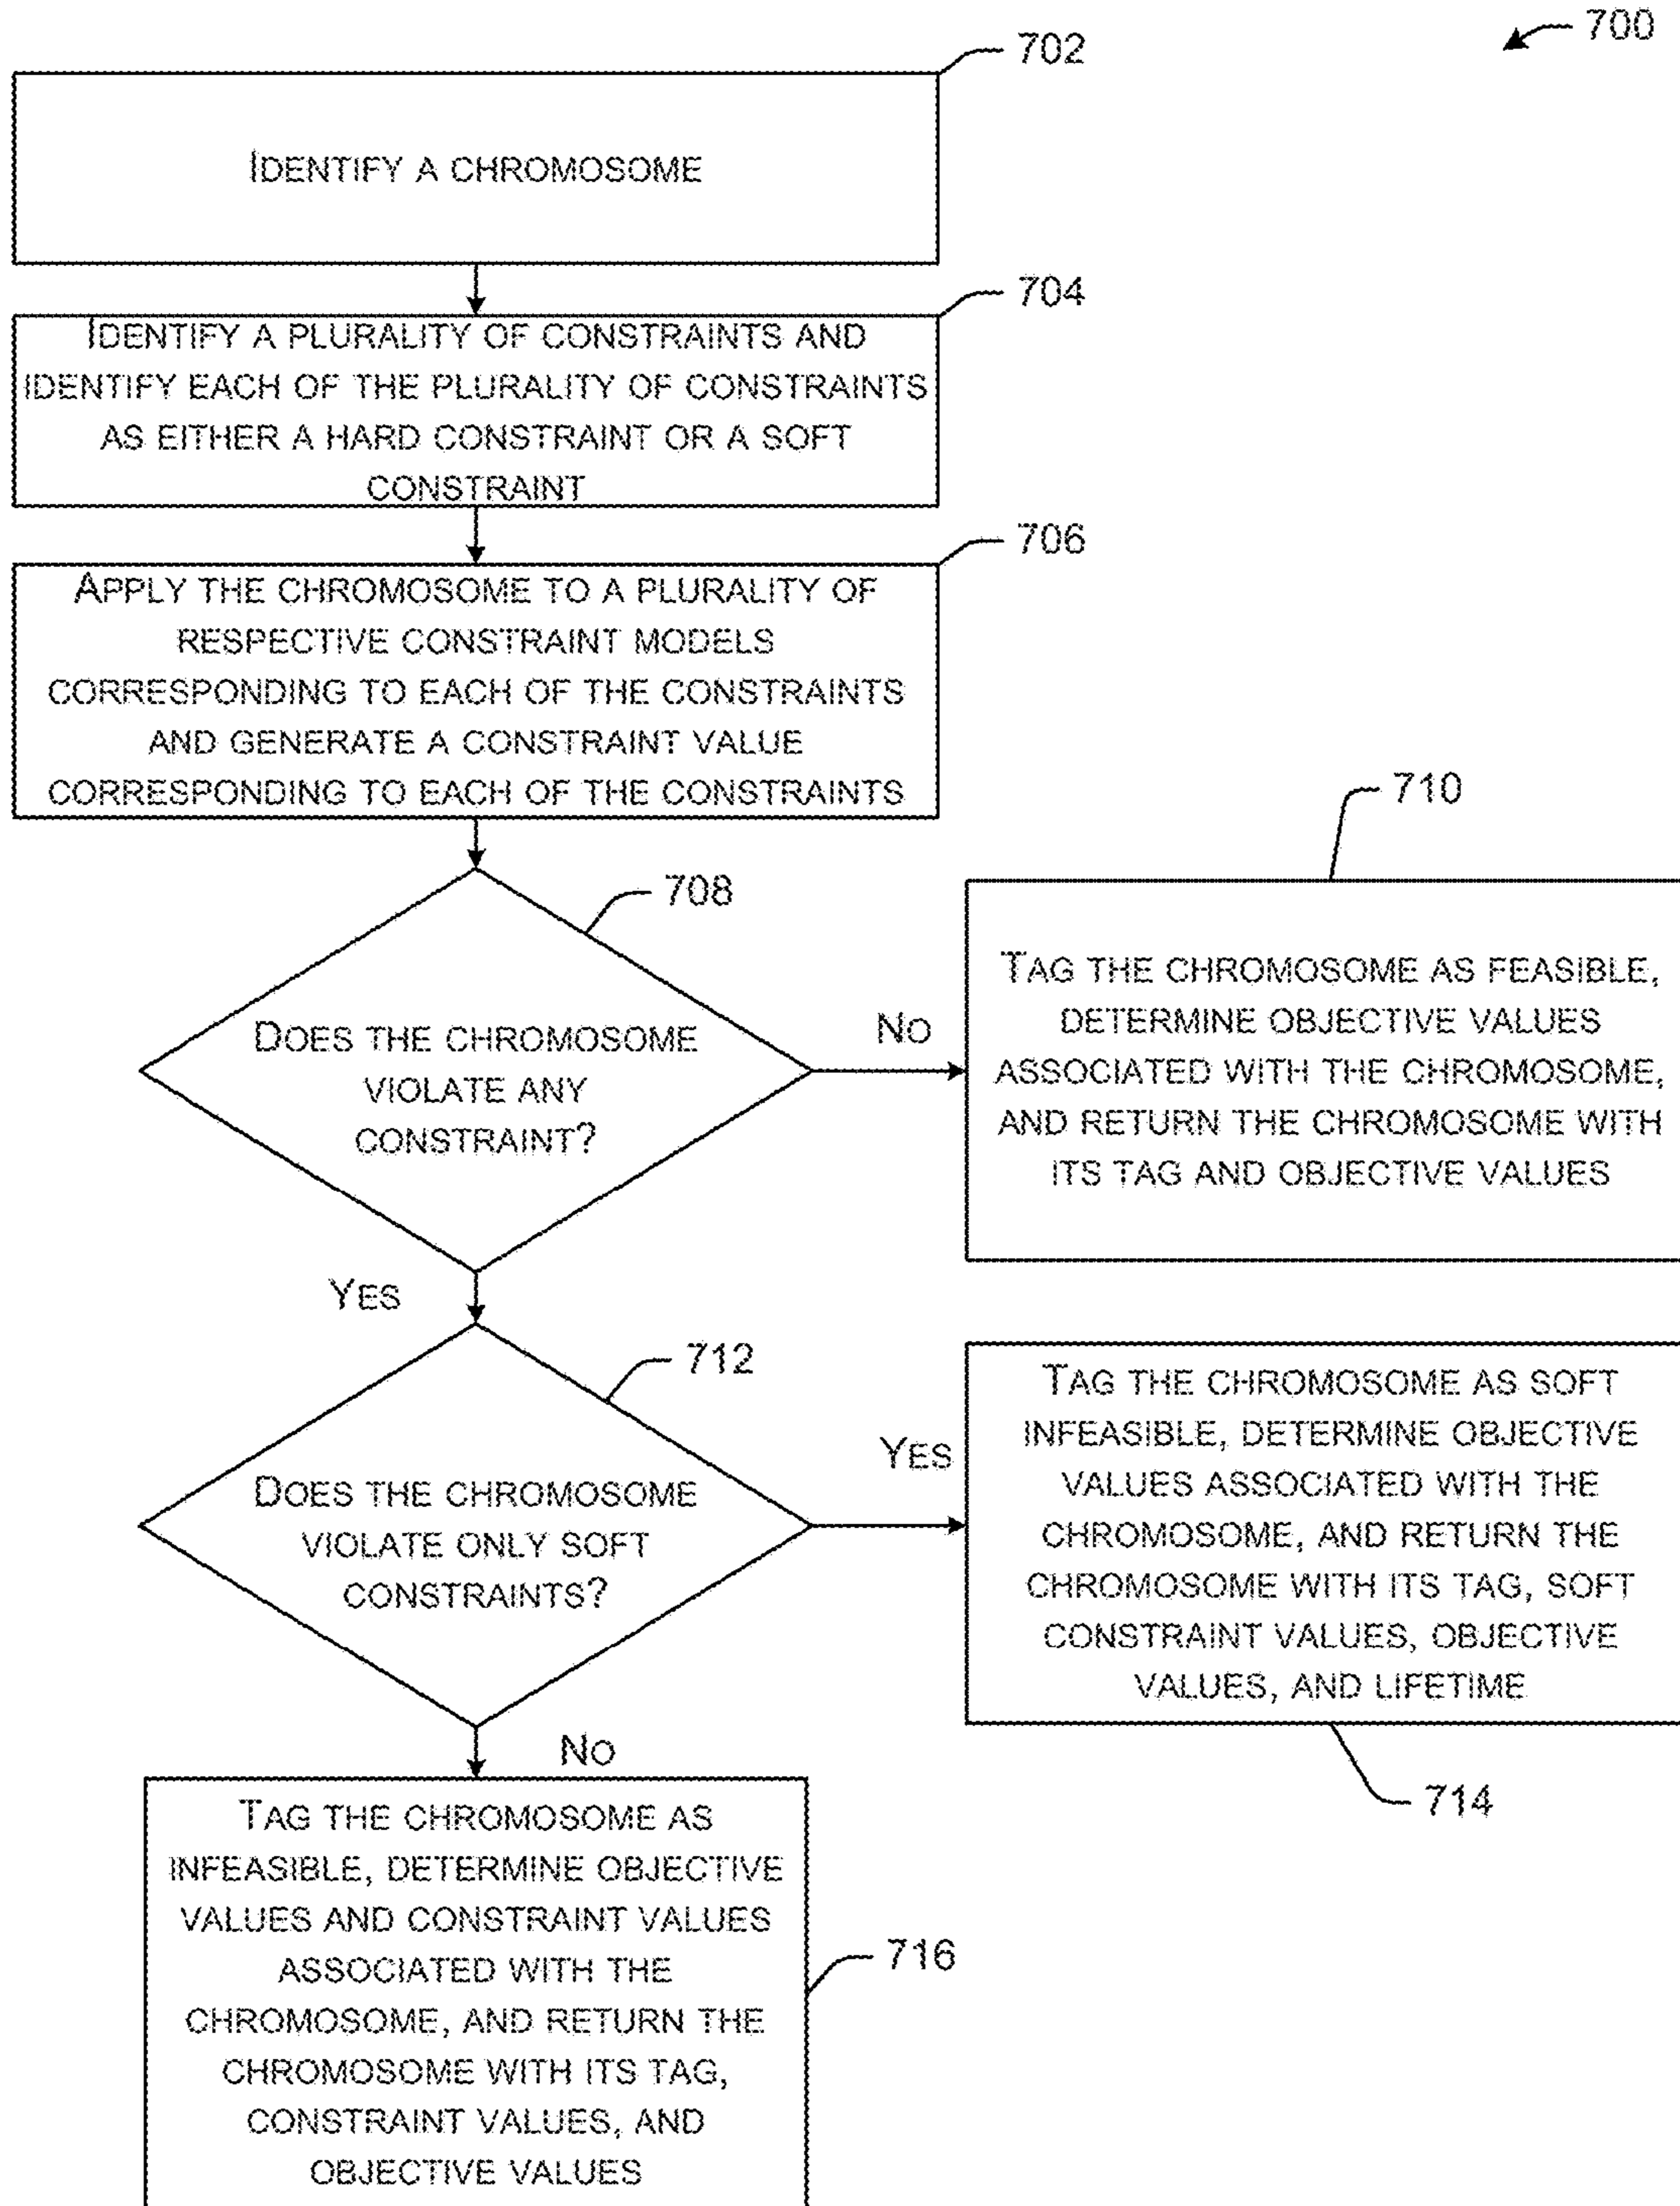 700
702
IDENTIFY A CHROMOSOME
704
IDENTIFY A PLURALITY OF CONSTRAINTS AND
IDENTIFY EACH OF THE PLURALITY OF CONSTRAINTS
AS EITHER A HARD CONSTRAINT OR A SOFT
CONSTRAINT
706
APPLY THE CHROMOSOME TO A PLURALITY OF
RESPECTIVE CONSTRAINT MODELS
CORRESPONDING TO EACH OF THE CONSTRAINTS
AND GENERATE A CONSTRAINT VALUE
CORRESPONDING TO EACH OF THE CONSTRAINTS
708
DOES THE CHROMOSOME
VIOLATE ANY
CONSTRAINT?
NO
710
TAG THE CHROMOSOME AS FEASIBLE,
DETERMINE OBJECTIVE VALUES
ASSOCIATED WITH THE CHROMOSOME,
AND RETURN THE CHROMOSOME WITH
ITS TAG AND OBJECTIVE VALUES
YES
712
DOES THE CHROMOSOME
VIOLATE ONLY SOFT
CONSTRAINTS?
YES
TAG THE CHROMOSOME AS SOFT
INFEASIBLE, DETERMINE OBJECTIVE
VALUES ASSOCIATED WITH THE
CHROMOSOME, AND RETURN THE
CHROMOSOME WITH ITS TAG, SOFT
CONSTRAINT VALUES, OBJECTIVE
VALUES, AND LIFETIME
714
NO
TAG THE CHROMOSOME AS
INFEASIBLE, DETERMINE OBJECTIVE
VALUES AND CONSTRAINT VALUES
ASSOCIATED WITH THE
CHROMOSOME, AND RETURN THE
CHROMOSOME WITH ITS TAG,
CONSTRAINT VALUES, AND
OBJECTIVE VALUES
716